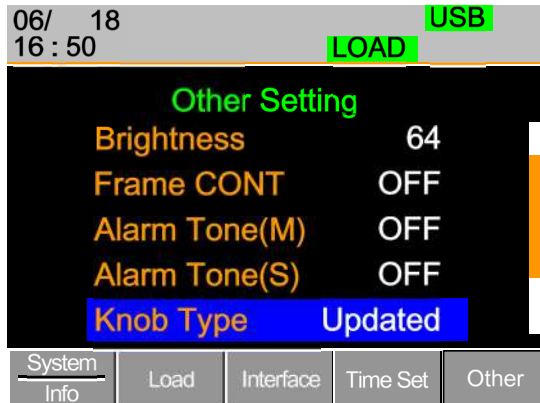 06/ 18
USB
16 : 50
LOAD
Other Setting
Brightness 64
Frame CONT OFF
Alarm Tone(M) OFF
Alarm Tone(S) OFF
Knob Type Updated
System
Info
Load
Interface
Time Set
Other